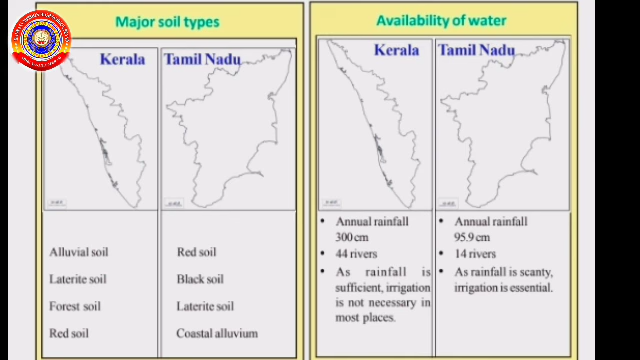 Major soil types
Kerala
Tamil Nadu
Alluvial soil
Laterite soil
Forest soil
Red soil
Red soil
Black soil
Laterite soil
Coastal alluvium
Availability of water
Kerala
Tamil Nadu
• Annual rainfall
300 cm
• 44 rivers
• As rainfall is
sufficient, irrigation
is not necessary in
most places.
• Annual rainfall
95.9 cm
• 14 rivers
• As rainfall is scanty,
irrigation is essential.